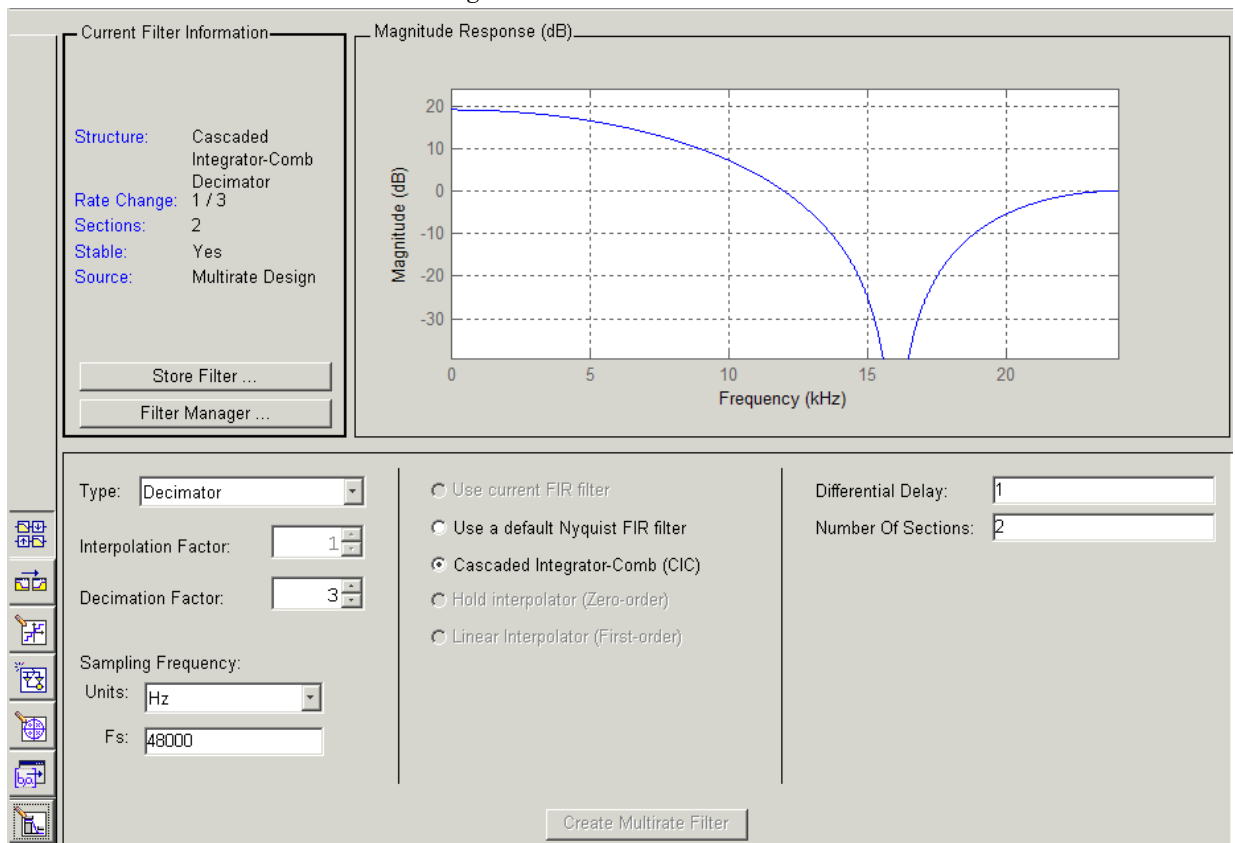 Current Filter Information
Structure: Cascaded
Integrator-Comb
Decimator
Rate Change: 1 / 3
Sections: 2
Stable: Yes
Source: Multirate Design
Store Filter ...
Filter Manager ...
Magnitude Response (dB)
20
10
0
-10
-20
-30
Magnitude (dB)
0 5 10 15 20
Frequency (kHz)
Type: Decimator
Interpolation Factor: 1
Decimation Factor: 3
Sampling Frequency:
Units: Hz
Fs: 48000
Use current FIR filter
Use a default Nyquist FIR filter
Cascaded Integrator-Comb (CIC)
Hold interpolator (Zero-order)
Linear Interpolator (First-order)
Differential Delay: 1
Number Of Sections: 2
Create Multirate Filter